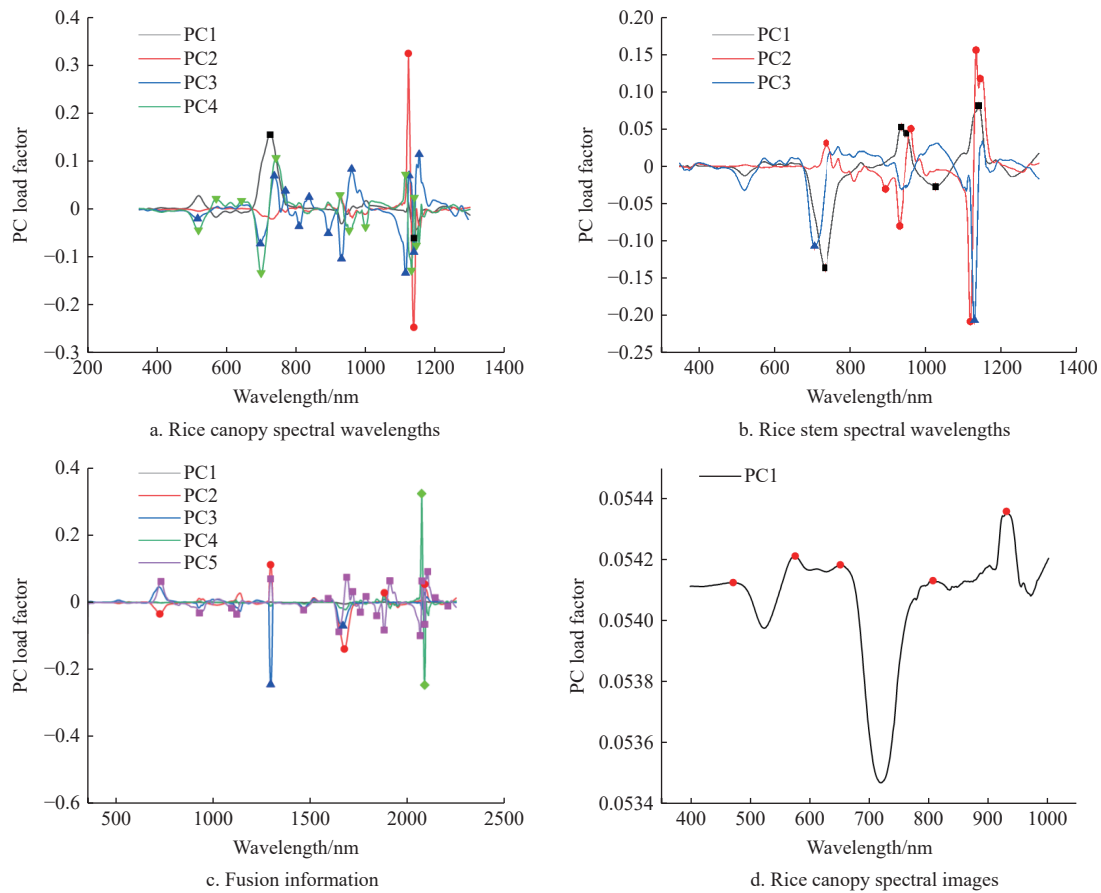 0.4
0.3
0.2
0.1
0
−0.1
−0.2
−0.3
PC load factor
PC1
PC2
PC3
PC4
200 400 600 800 1000 1200 1400
Wavelength/nm
a. Rice canopy spectral wavelengths
0.20
0.15
0.10
0.05
0
−0.05
−0.10
−0.15
−0.20
−0.25
PC load factor
PC1
PC2
PC3
400 600 800 1000 1200 1400
Wavelength/nm
b. Rice stem spectral wavelengths
0.4
0.2
0
−0.2
−0.4
−0.6
PC load factor
PC1
PC2
PC3
PC4
PC5
500 1000 1500 2000 2500
Wavelength/nm
c. Fusion information
0.0544
0.0542
0.0540
0.0538
0.0536
0.0534
PC load factor
PC1
400 500 600 700 800 900 1000
Wavelength/nm
d. Rice canopy spectral images